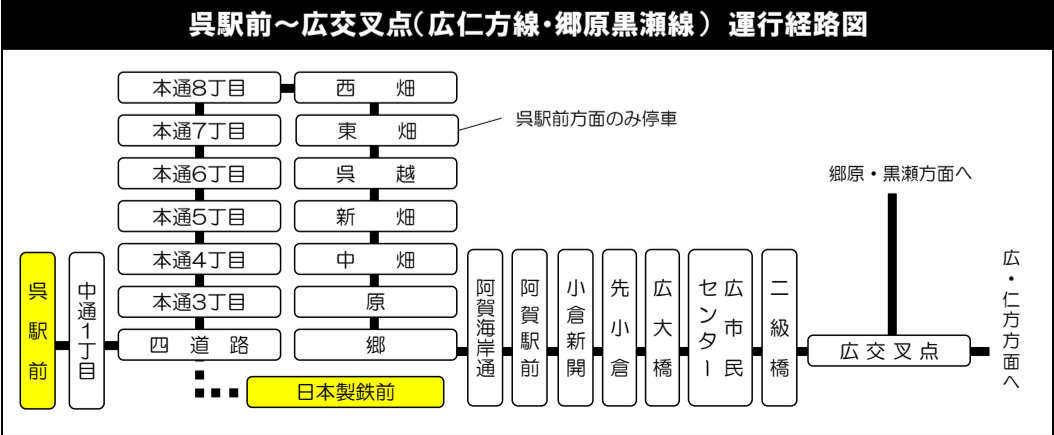 呉駅前～広交叉点(広仁方線・郷原黒瀬線) 運行経路図
本通8丁目
西畑
本通7丁目
東畑
呉駅前方面のみ停車
本通6丁目
呉越
郷原・黒瀬方面へ
本通5丁目
新畑
本通4丁目
中畑
本通3丁目
原
四道路
郷
呉駅前
中通1丁目
日本製鉄前
阿賀海岸通
阿賀駅前
小倉新開
先小倉
広大橋
広市民
センター
二級橋
広交叉点
広・仁方方面へ